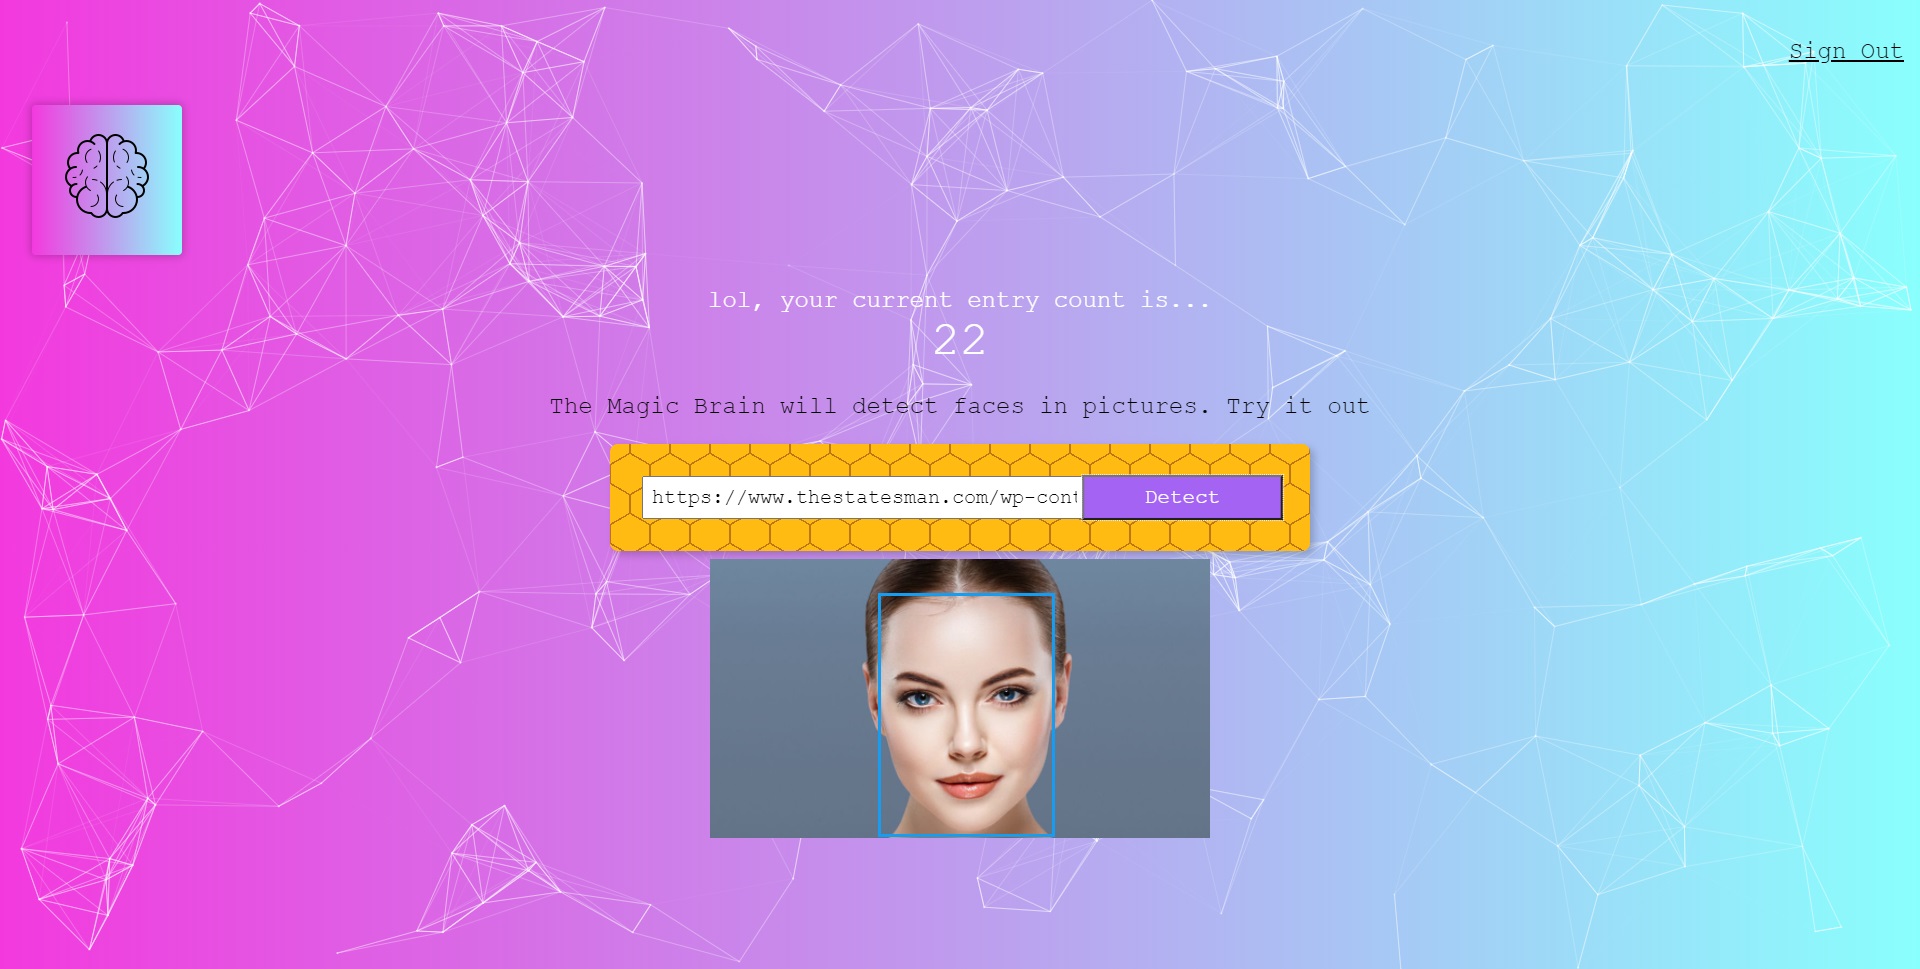 Sign Out
lol, your current entry count is...
22
The Magic Brain will detect faces in pictures. Try it out
https://www.thestatesman.com/wp-cont
Detect